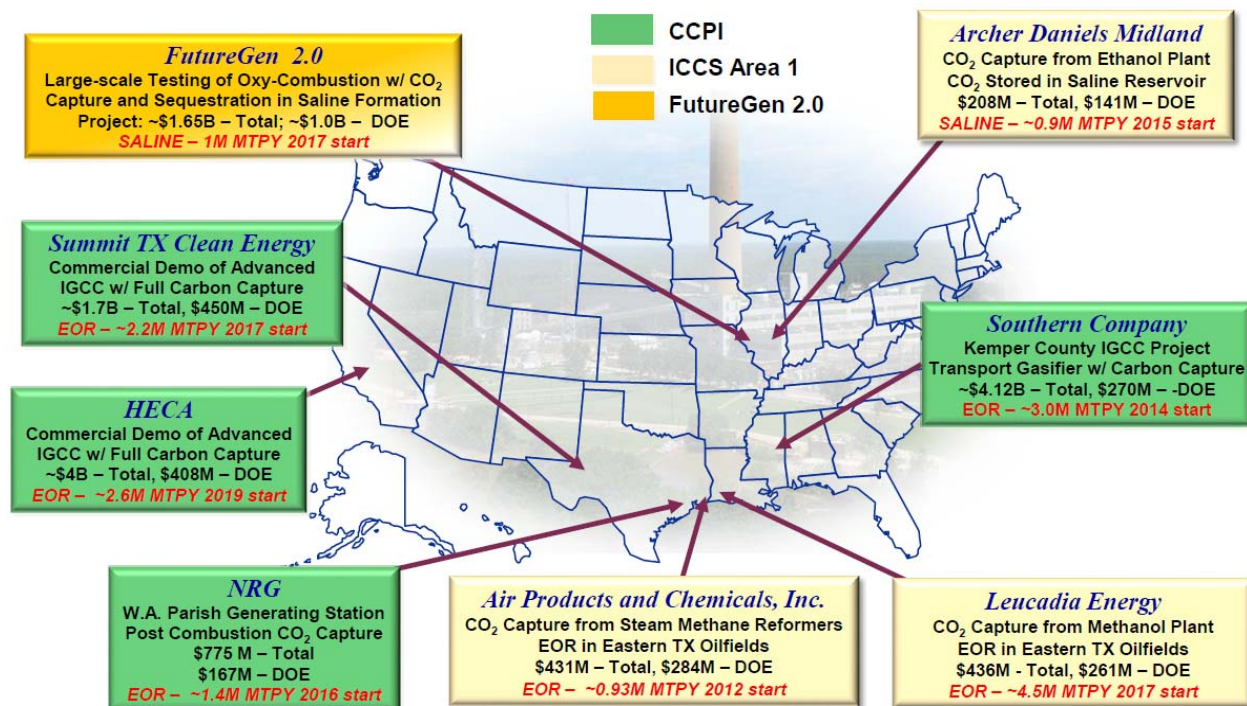 CCPI
ICCS Area 1
FutureGen 2.0
FutureGen 2.0
Large-scale Testing of Oxy-Combustion w/ CO₂
Capture and Sequestration in Saline Formation
Project: ~$1.65B – Total; ~$1.0B – DOE
SALINE – 1M MTPY 2017 start
Archer Daniels Midland
CO₂ Capture from Ethanol Plant
CO₂ Stored in Saline Reservoir
$208M – Total, $141M – DOE
SALINE – ~0.9M MTPY 2015 start
Summit TX Clean Energy
Commercial Demo of Advanced
IGCC w/ Full Carbon Capture
~$1.7B – Total, $450M – DOE
EOR – ~2.2M MTPY 2017 start
Southern Company
Kemper County IGCC Project
Transport Gasifier w/ Carbon Capture
~$4.12B – Total, $270M – -DOE
EOR – ~3.0M MTPY 2014 start
HECA
Commercial Demo of Advanced
IGCC w/ Full Carbon Capture
~$4B – Total, $408M – DOE
EOR – ~2.6M MTPY 2019 start
NRG
W.A. Parish Generating Station
Post Combustion CO₂ Capture
$775 M – Total
$167M – DOE
EOR – ~1.4M MTPY 2016 start
Air Products and Chemicals, Inc.
CO₂ Capture from Steam Methane Reformers
EOR in Eastern TX Oilfields
$431M – Total, $284M – DOE
EOR – ~0.93M MTPY 2012 start
Leucadia Energy
CO₂ Capture from Methanol Plant
EOR in Eastern TX Oilfields
$436M - Total, $261M – DOE
EOR – ~4.5M MTPY 2017 start